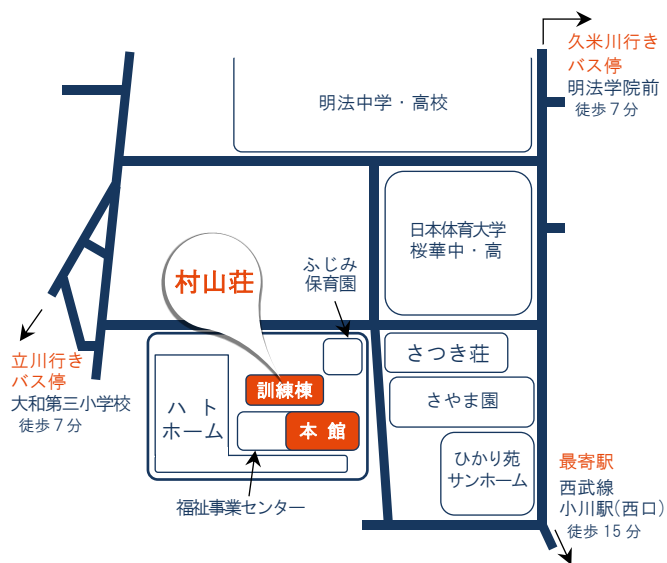 久米川行き
バス停
明法学院前
徒歩7分
明法中学・高校
日本体育大学
桜華中・高
ふじみ
保育園
村山荘
立川行き
バス停
大和第三小学校
徒歩7分
さつき荘
訓練棟
さやま園
ハト
ホーム
本館
ひかり苑
サンホーム
最寄駅
西武線
小川駅(西口)
徒歩15分
福祉事業センター